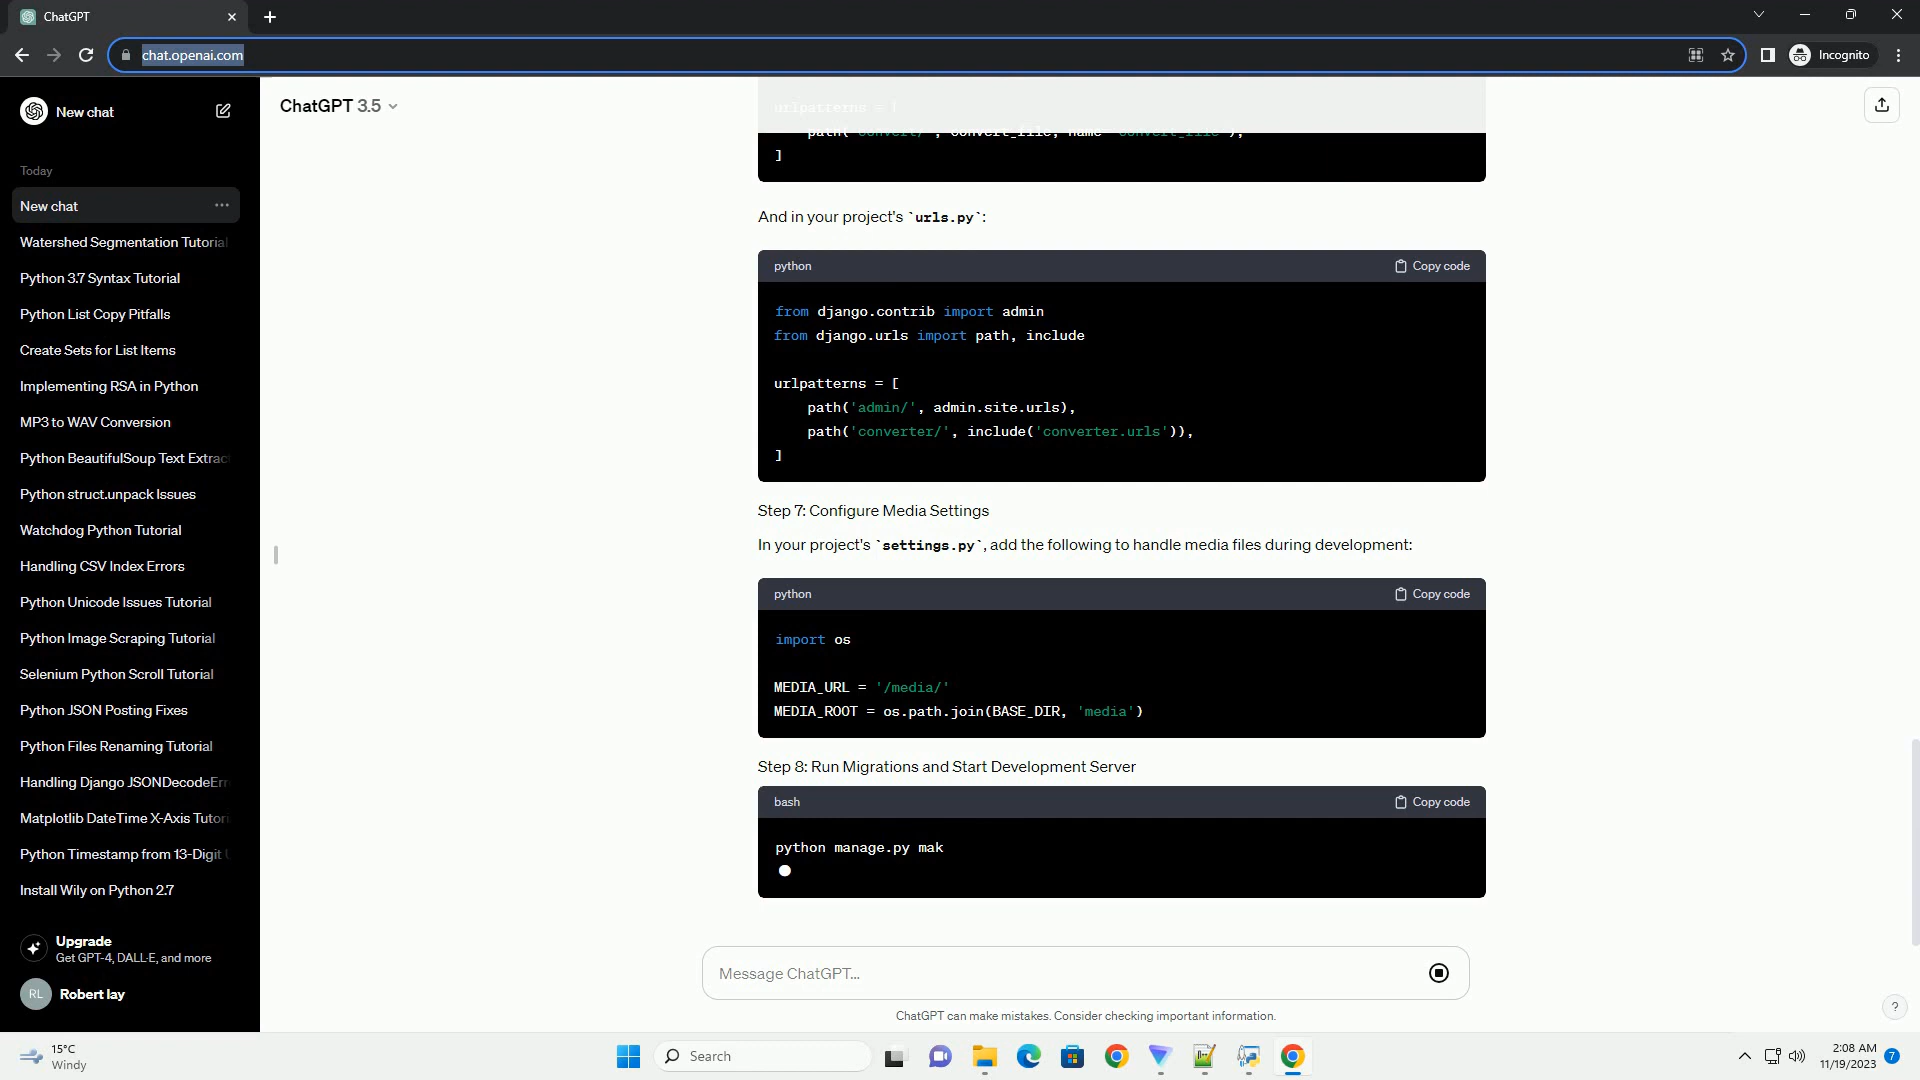 ChatGPT
chat.openai.com
Incognito
New chat
Today
New chat
Watershed Segmentation Tutorial
Python 3.7 Syntax Tutorial
Python List Copy Pitfalls
Create Sets for List Items
Implementing RSA in Python
MP3 to WAV Conversion
Python BeautifulSoup Text Extrac
Python struct.unpack Issues
Watchdog Python Tutorial
Handling CSV Index Errors
Python Unicode Issues Tutorial
Python Image Scraping Tutorial
Selenium Python Scroll Tutorial
Python JSON Posting Fixes
Python Files Renaming Tutorial
Handling Django JSONDecodeErr
Matplotlib DateTime X-Axis Tutori
Python Timestamp from 13-Digit
Install Wily on Python 2.7
Upgrade
Get GPT-4, DALL·E, and more
RL
Robert lay
ChatGPT 3.5
urlpatterns = [
path('convert/', convert_file, name='convert_file'),
]
And in your project's `urls.py`:
python
Copy code
from django.contrib import admin
from django.urls import path, include
urlpatterns = [
path('admin/', admin.site.urls),
path('converter/', include('converter.urls')),
]
Step 7: Configure Media Settings
In your project's `settings.py`, add the following to handle media files during development:
python
Copy code
import os
MEDIA_URL = '/media/'
MEDIA_ROOT = os.path.join(BASE_DIR, 'media')
Step 8: Run Migrations and Start Development Server
bash
Copy code
python manage.py mak
Message ChatGPT...
ChatGPT can make mistakes. Consider checking important information.
?
15°C
Windy
Search
2:08 AM
11/19/2023
7